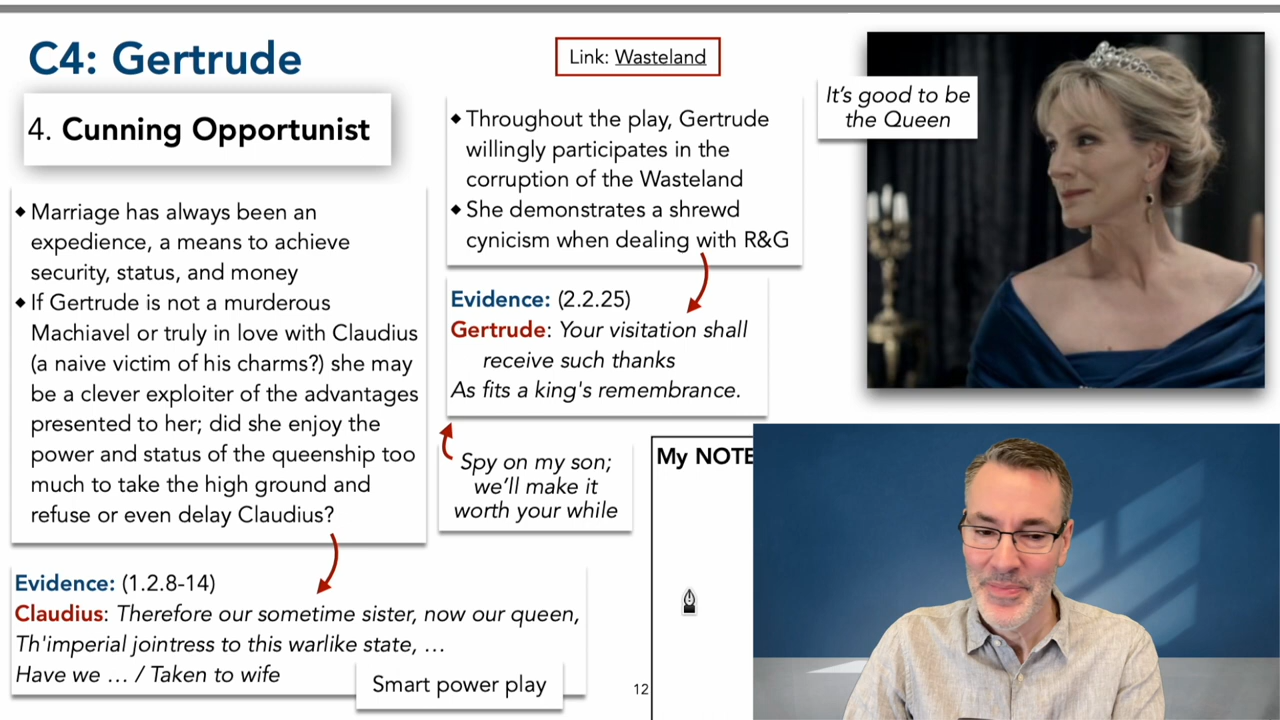 C4: Gertrude
Link: Wasteland
4. Cunning Opportunist
◆ Marriage has always been an
expedience, a means to achieve
security, status, and money
◆ If Gertrude is not a murderous
Machiavel or truly in love with Claudius
(a naive victim of his charms?) she may
be a clever exploiter of the advantages
presented to her; did she enjoy the
power and status of the queenship too
much to take the high ground and
refuse or even delay Claudius?
Evidence: (1.2.8-14)
Claudius: Therefore our sometime sister, now our queen,
Th'imperial jointress to this warlike state, …
Have we … / Taken to wife
Smart power play
◆ Throughout the play, Gertrude
willingly participates in the
corruption of the Wasteland
◆ She demonstrates a shrewd
cynicism when dealing with R&G
Evidence: (2.2.25)
Gertrude: Your visitation shall
receive such thanks
As fits a king's remembrance.
Spy on my son;
we'll make it
worth your while
It's good to be
the Queen
My NOTE
12